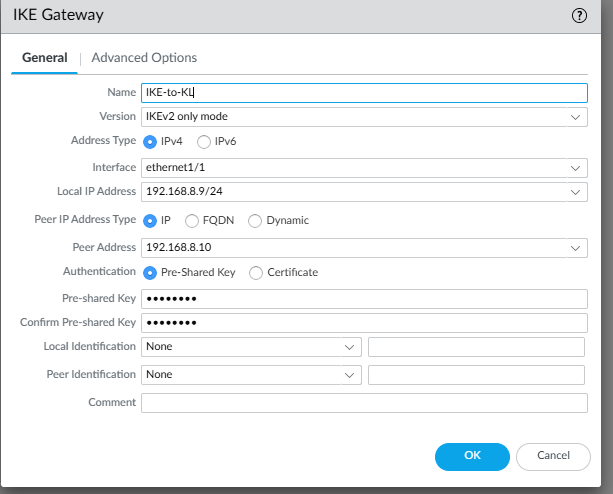 IKE Gateway
General | Advanced Options
Name IKE-to-KL
Version IKEv2 only mode
Address Type IPv4 IPv6
Interface ethernet1/1
Local IP Address 192.168.8.9/24
Peer IP Address Type IP FQDN Dynamic
Peer Address 192.168.8.10
Authentication Pre-Shared Key Certificate
Pre-shared Key ••••••••
Confirm Pre-shared Key ••••••••
Local Identification None
Peer Identification None
Comment
OK Cancel